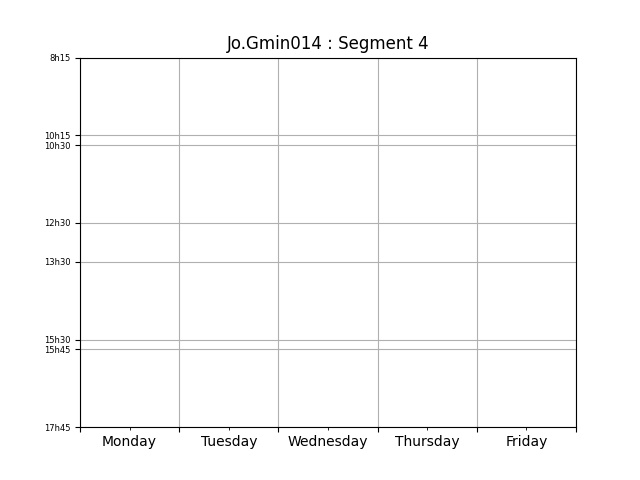 Jo.Gmin014 : Segment 4
8h15
10h15
10h30
12h30
13h30
15h30
15h45
17h45
Monday Tuesday Wednesday Thursday Friday